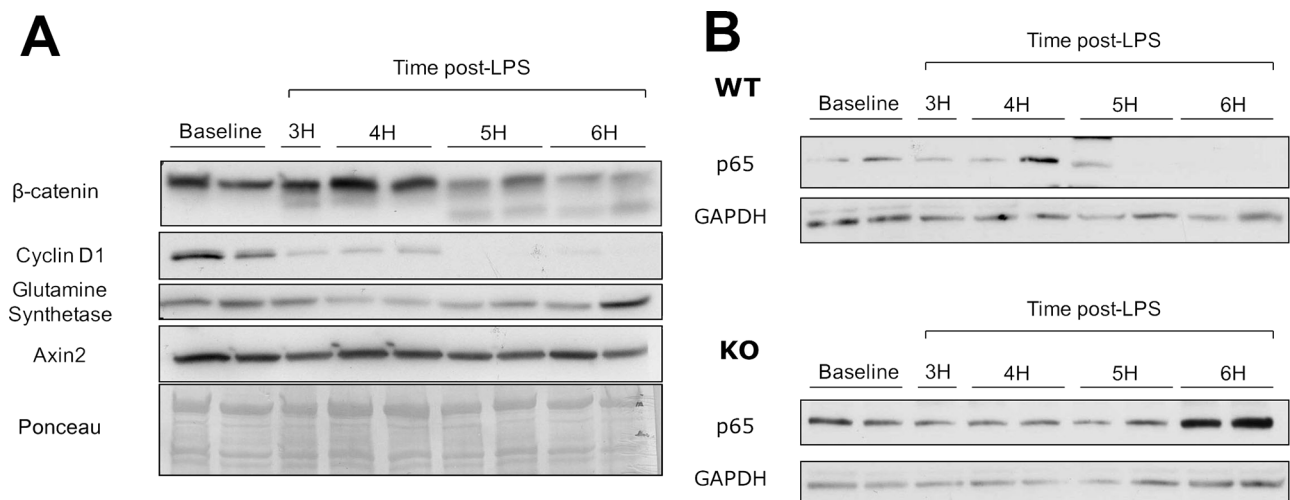 A
Time post-LPS
Baseline
3H
4H
5H
6H
β-catenin
Cyclin D1
Glutamine
Synthetase
Axin2
Ponceau
B
Time post-LPS
WT
Baseline
3H
4H
5H
6H
p65
GAPDH
Time post-LPS
KO
Baseline
3H
4H
5H
6H
p65
GAPDH